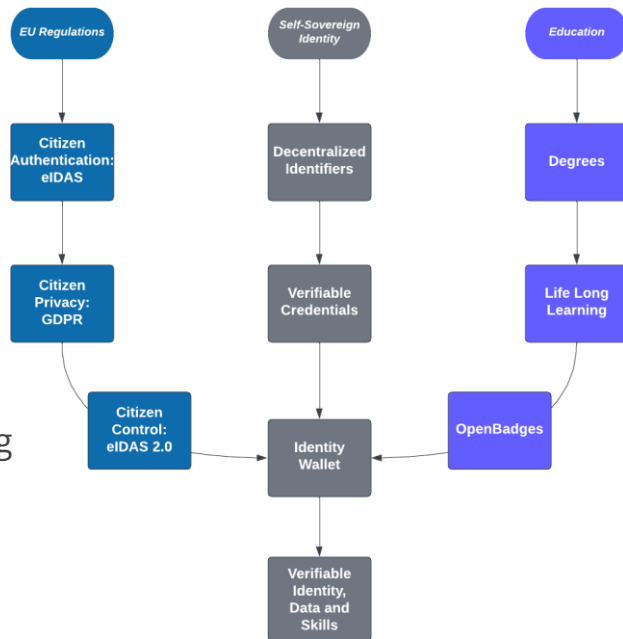 EU Regulations
Self-Sovereign
Identity
Education
Citizen
Authentication:
eIDAS
Decentralized
Identifiers
Degrees
Citizen
Privacy:
GDPR
Verifiable
Credentials
Life Long
Learning
Citizen
Control:
eIDAS 2.0
g
Identity
Wallet
OpenBadges
Verifiable
Identity,
Data and
Skills